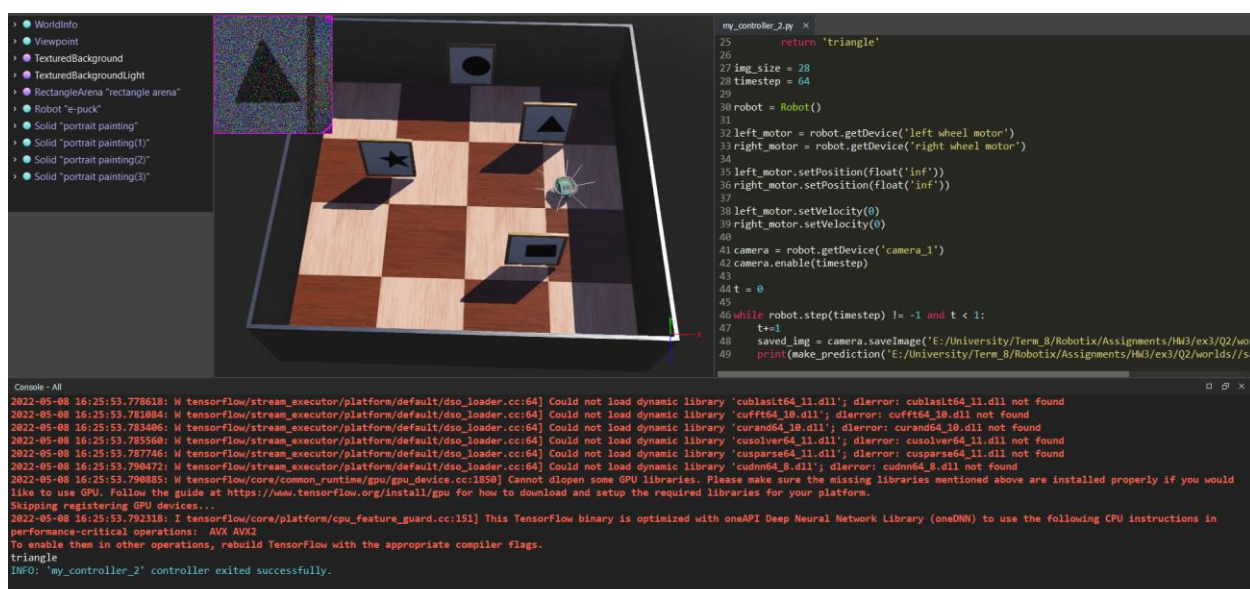 WorldInfo
Viewpoint
TexturedBackground
TexturedBackgroundLight
RectangleArena "rectangle arena"
Robot "e-puck"
Solid "portrait painting"
Solid "portrait painting(1)"
Solid "portrait painting(2)"
Solid "portrait painting(3)"
my_controller_2.py ×
25 return 'triangle'
26
27 img_size = 28
28 timestep = 64
29
30 robot = Robot()
31
32 left_motor = robot.getDevice('left wheel motor')
33 right_motor = robot.getDevice('right wheel motor')
34
35 left_motor.setPosition(float('inf'))
36 right_motor.setPosition(float('inf'))
37
38 left_motor.setVelocity(0)
39 right_motor.setVelocity(0)
40
41 camera = robot.getDevice('camera_1')
42 camera.enable(timestep)
43
44 t = 0
45
46 while robot.step(timestep) != -1 and t < 1:
47 t+=1
48 saved_img = camera.saveImage('E:/University/Term_8/Robotix/Assignments/HW3/ex3/Q2/wo
49 print(make_prediction('E:/University/Term_8/Robotix/Assignments/HW3/ex3/Q2/worlds//sa
Console - All
2022-05-08 16:25:53.778618: W tensorflow/stream_executor/platform/default/dso_loader.cc:64] Could not load dynamic library 'cublasLt64_11.dll'; dlerror: cublasLt64_11.dll not found
2022-05-08 16:25:53.781084: W tensorflow/stream_executor/platform/default/dso_loader.cc:64] Could not load dynamic library 'cufft64_10.dll'; dlerror: cufft64_10.dll not found
2022-05-08 16:25:53.783406: W tensorflow/stream_executor/platform/default/dso_loader.cc:64] Could not load dynamic library 'curand64_10.dll'; dlerror: curand64_10.dll not found
2022-05-08 16:25:53.785560: W tensorflow/stream_executor/platform/default/dso_loader.cc:64] Could not load dynamic library 'cusolver64_11.dll'; dlerror: cusolver64_11.dll not found
2022-05-08 16:25:53.787746: W tensorflow/stream_executor/platform/default/dso_loader.cc:64] Could not load dynamic library 'cusparse64_11.dll'; dlerror: cusparse64_11.dll not found
2022-05-08 16:25:53.790472: W tensorflow/stream_executor/platform/default/dso_loader.cc:64] Could not load dynamic library 'cudnn64_8.dll'; dlerror: cudnn64_8.dll not found
2022-05-08 16:25:53.790885: W tensorflow/core/common_runtime/gpu/gpu_device.cc:1850] Cannot dlopen some GPU libraries. Please make sure the missing libraries mentioned above are installed properly if you would
like to use GPU. Follow the guide at https://www.tensorflow.org/install/gpu for how to download and setup the required libraries for your platform.
Skipping registering GPU devices...
2022-05-08 16:25:53.792318: I tensorflow/core/platform/cpu_feature_guard.cc:151] This TensorFlow binary is optimized with oneAPI Deep Neural Network Library (oneDNN) to use the following CPU instructions in
performance-critical operations:  AVX AVX2
To enable them in other operations, rebuild TensorFlow with the appropriate compiler flags.
triangle
INFO: 'my_controller_2' controller exited successfully.